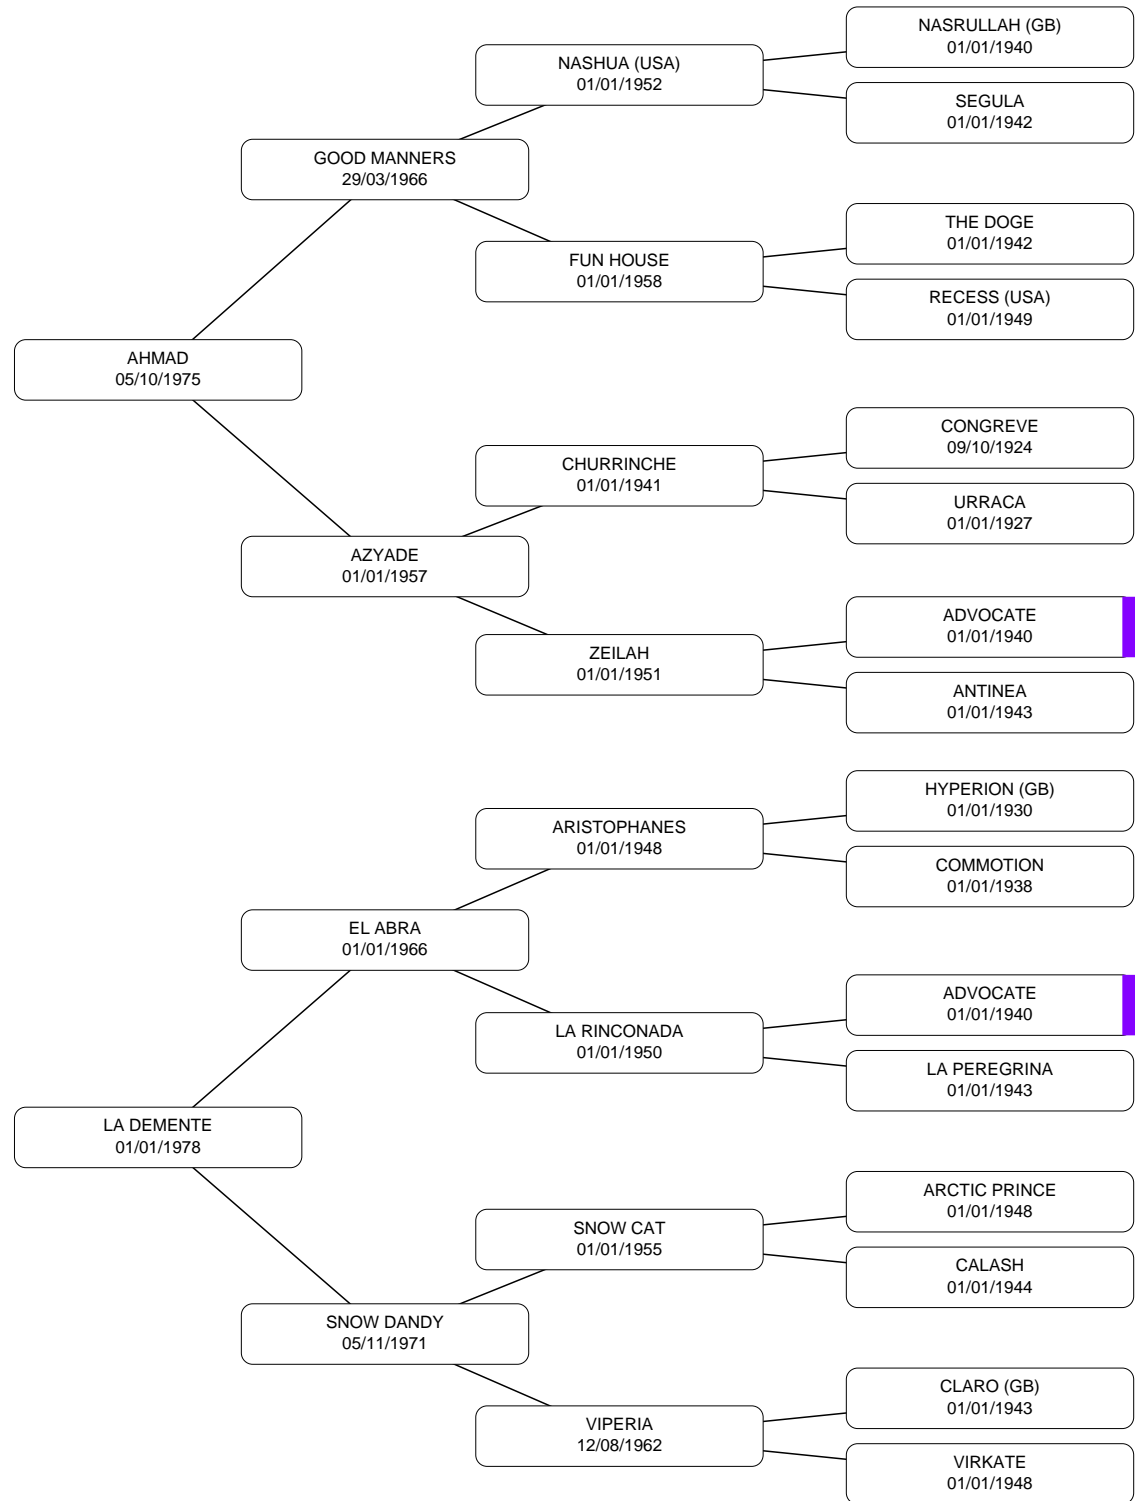 NASRULLAH (GB)
01/01/1940
NASHUA (USA)
01/01/1952
SEGULA
01/01/1942
GOOD MANNERS
29/03/1966
THE DOGE
01/01/1942
FUN HOUSE
01/01/1958
RECESS (USA)
01/01/1949
AHMAD
05/10/1975
CONGREVE
09/10/1924
CHURRINCHE
01/01/1941
URRACA
01/01/1927
AZYADE
01/01/1957
ADVOCATE
01/01/1940
ZEILAH
01/01/1951
ANTINEA
01/01/1943
HYPERION (GB)
01/01/1930
ARISTOPHANES
01/01/1948
COMMOTION
01/01/1938
EL ABRA
01/01/1966
ADVOCATE
01/01/1940
LA RINCONADA
01/01/1950
LA PEREGRINA
01/01/1943
LA DEMENTE
01/01/1978
ARCTIC PRINCE
01/01/1948
SNOW CAT
01/01/1955
CALASH
01/01/1944
SNOW DANDY
05/11/1971
CLARO (GB)
01/01/1943
VIPERIA
12/08/1962
VIRKATE
01/01/1948